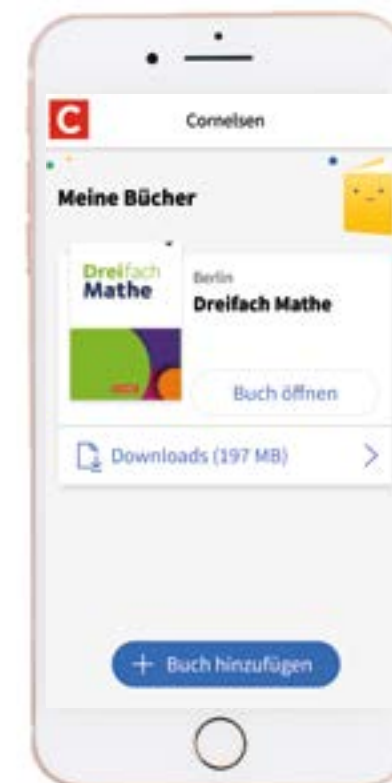 C
Cornelsen
Meine Bücher
Dreifach
Mathe
Berlin
Dreifach Mathe
Buch öffnen
Downloads (197 MB)
+ Buch hinzufügen